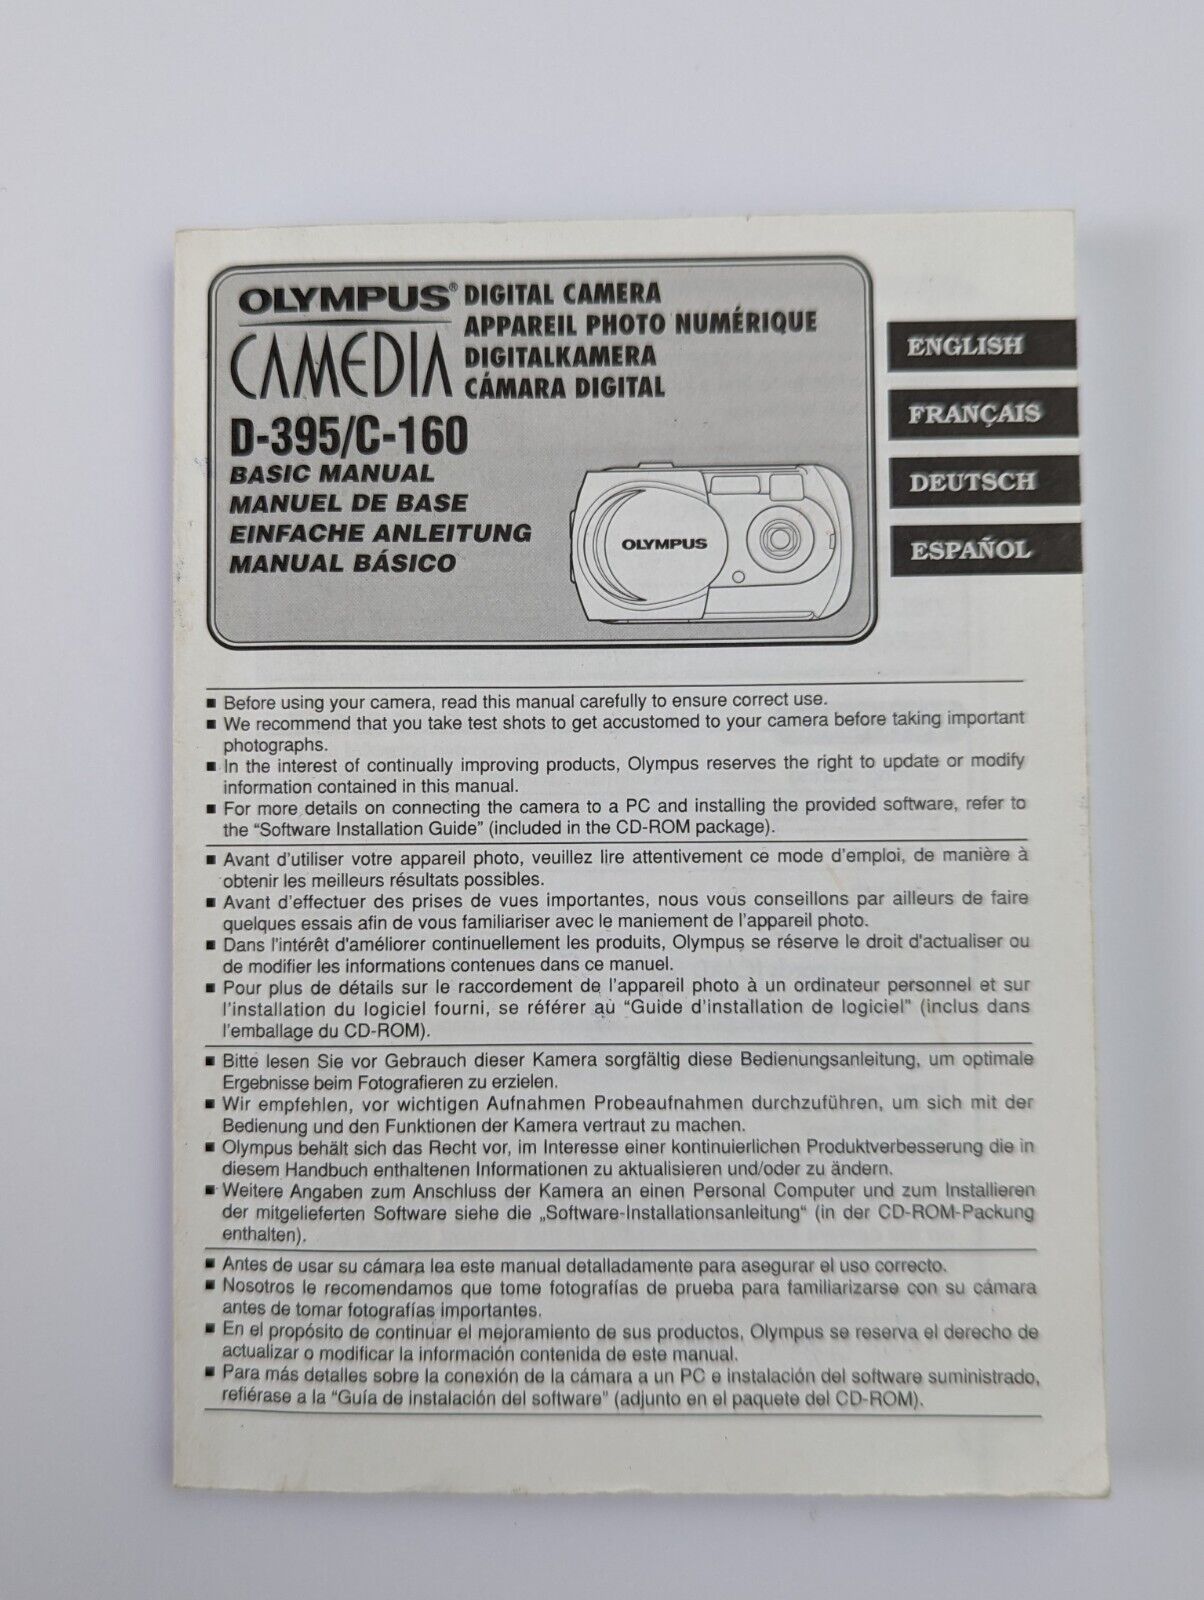 OLYMPUS® DIGITAL CAMERA
CAMEDIA APPAREIL PHOTO NUMÉRIQUE
DIGITALKAMERA
CÁMARA DIGITAL
D-395/C-160
BASIC MANUAL
MANUEL DE BASE
EINFACHE ANLEITUNG
MANUAL BÁSICO
OLYMPUS
ENGLISH
FRANÇAIS
DEUTSCH
ESPAÑOL
■ Before using your camera, read this manual carefully to ensure correct use.
■ We recommend that you take test shots to get accustomed to your camera before taking important
photographs.
■ In the interest of continually improving products, Olympus reserves the right to update or modify
information contained in this manual.
■ For more details on connecting the camera to a PC and installing the provided software, refer to
the “Software Installation Guide” (included in the CD-ROM package).
■ Avant d’utiliser votre appareil photo, veuillez lire attentivement ce mode d’emploi, de manière à
obtenir les meilleurs résultats possibles.
■ Avant d’effectuer des prises de vues importantes, nous vous conseillons par ailleurs de faire
quelques essais afin de vous familiariser avec le maniement de l’appareil photo.
■ Dans l’intérêt d’améliorer continuellement les produits, Olympus se réserve le droit d’actualiser ou
de modifier les informations contenues dans ce manuel.
■ Pour plus de détails sur le raccordement de l’appareil photo à un ordinateur personnel et sur
l’installation du logiciel fourni, se référer au “Guide d’installation de logiciel” (inclus dans
l’emballage du CD-ROM).
■ Bitte lesen Sie vor Gebrauch dieser Kamera sorgfältig diese Bedienungsanleitung, um optimale
Ergebnisse beim Fotografieren zu erzielen.
■ Wir empfehlen, vor wichtigen Aufnahmen Probeaufnahmen durchzuführen, um sich mit der
Bedienung und den Funktionen der Kamera vertraut zu machen.
■ Olympus behält sich das Recht vor, im Interesse einer kontinuierlichen Produktverbesserung die in
diesem Handbuch enthaltenen Informationen zu aktualisieren und/oder zu ändern.
■ Weitere Angaben zum Anschluss der Kamera an einen Personal Computer und zum Installieren
der mitgelieferten Software siehe die „Software-Installationsanleitung“ (in der CD-ROM-Packung
enthalten).
■ Antes de usar su cámara lea este manual detalladamente para asegurar el uso correcto.
■ Nosotros le recomendamos que tome fotografías de prueba para familiarizarse con su cámara
antes de tomar fotografías importantes.
■ En el propósito de continuar el mejoramiento de sus productos, Olympus se reserva el derecho de
actualizar o modificar la información contenida de este manual.
■ Para más detalles sobre la conexión de la cámara a un PC e instalación del software suministrado,
refiérase a la “Guía de instalación del software” (adjunto en el paquete del CD-ROM).